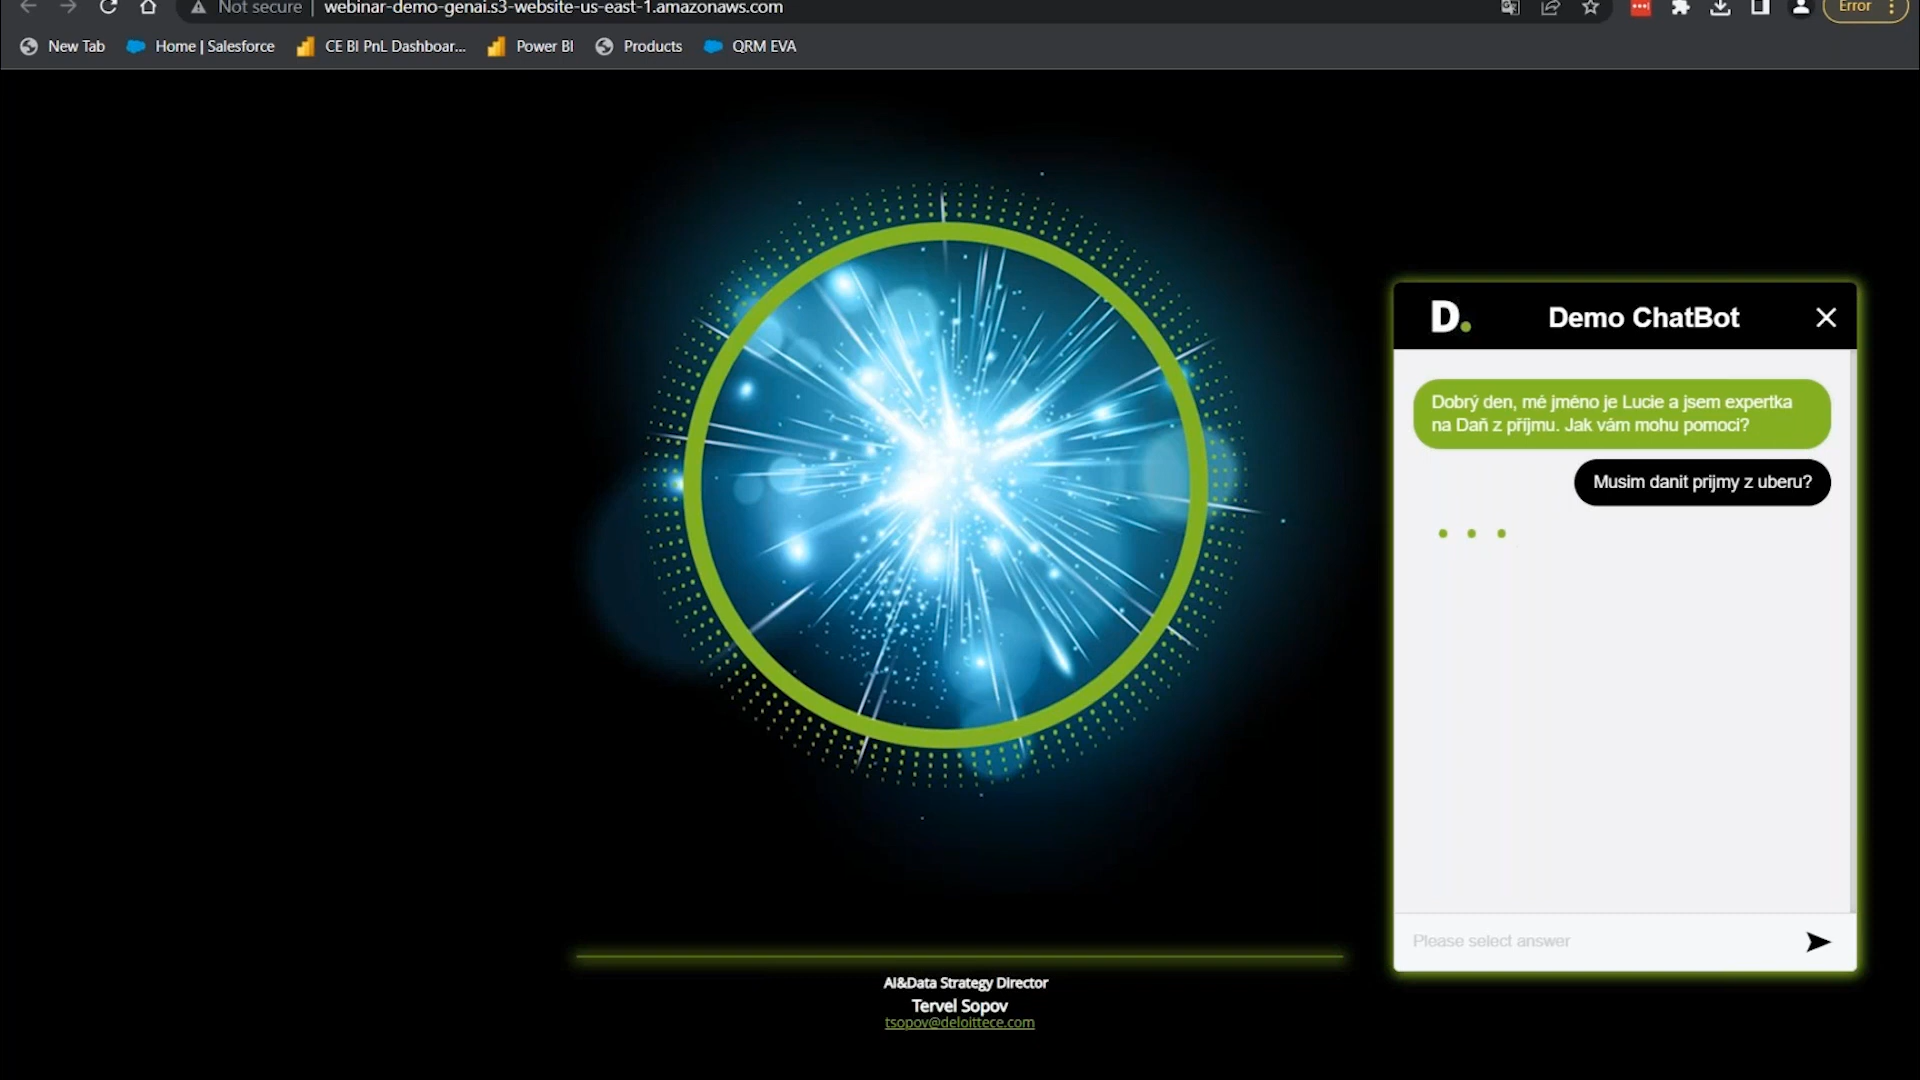 Not secure | webinar-demo-genai.s3-website-us-east-1.amazonaws.com
Error
New Tab
Home | Salesforce
CE BI PnL Dashboar...
Power BI
Products
QRM EVA
D. Demo ChatBot
Dobrý den, mé jméno je Lucie a jsem expertka
na Daň z příjmu. Jak vám mohu pomoci?
Musim danit prijmy z uberu?
Please select answer
AI&Data Strategy Director
Tervel Sopov
tsopov@deloittece.com